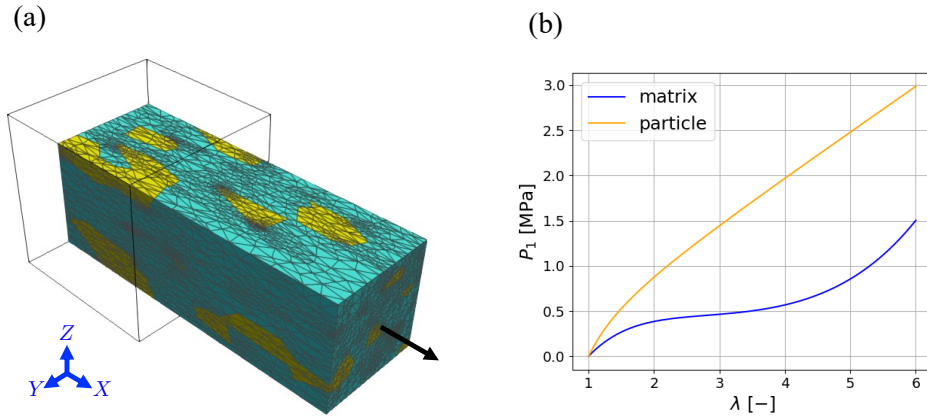 (a)
(b)
Z
Y
X
matrix
particle
P₁ [MPa]
3.0
2.5
2.0
1.5
1.0
0.5
0.0
1 2 3 4 5 6
λ [−]